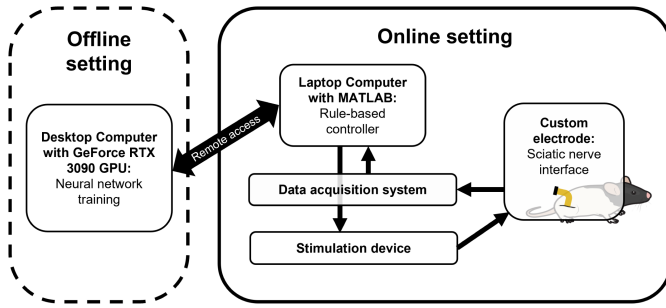 Offline
setting
Desktop Computer
with GeForce RTX
3090 GPU:
Neural network
training
Remote access
Online setting
Laptop Computer
with MATLAB:
Rule-based
controller
Data acquisition system
Stimulation device
Custom
electrode:
Sciatic nerve
interface